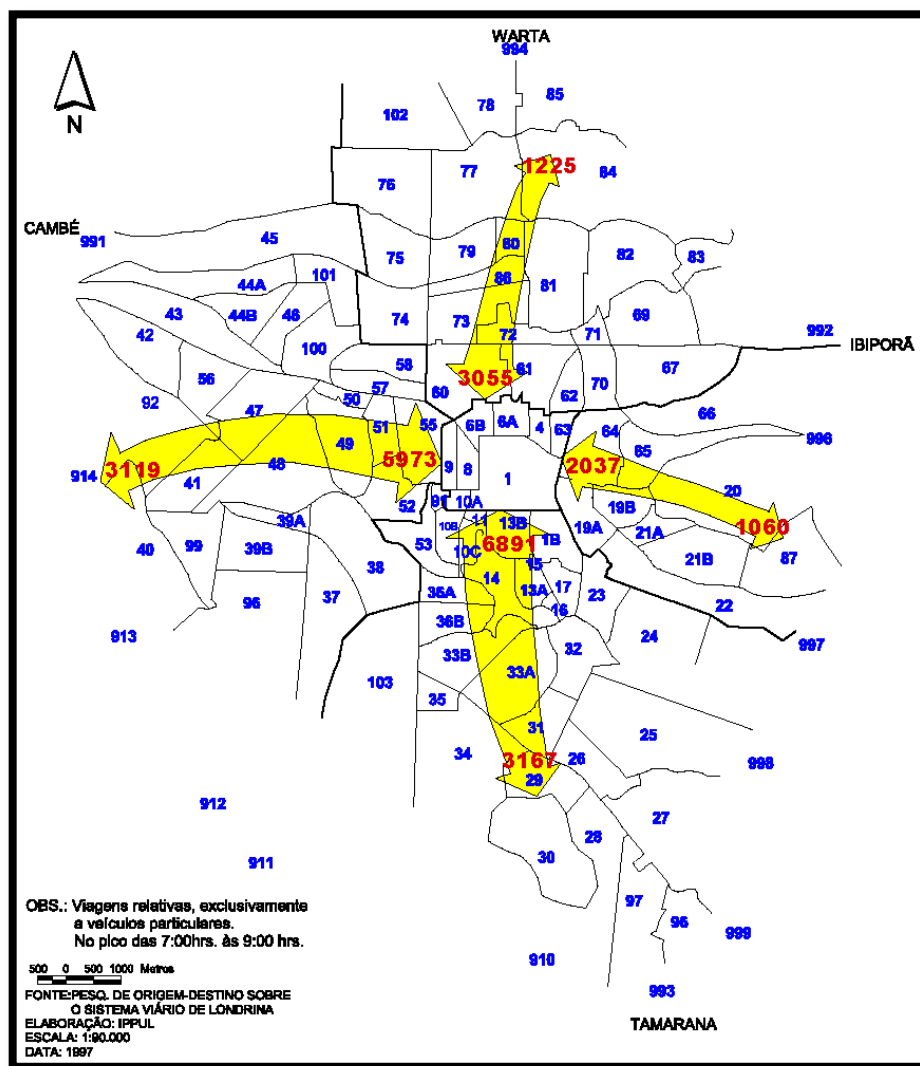 WARTA
994
85
78
102
1225
77
84
76
CAMBÉ
991
45
80
82
83
75
79
101
86
44A
81
43
44B
46
74
73
69
42
72
71
992
100
IBIPORÃ
58
61
67
56
3055
60
57
62
70
92
50
47
66
51
55
6B
6A
4
63
64
996
49
65
5973
2037
914
3119
48
9
8
1
41
20
52
91
10A
19B
39A
10B
11
13B
1060
40
99
39B
53
10C
6891
1B
19A
21A
87
38
15
21B
14
35A
13A
17
23
96
37
16
22
913
36B
24
997
33B
32
33A
103
35
31
25
34
3167
26
998
29
912
27
28
911
30
97
96
999
910
993
TAMARANA
OBS.: Viagens relativas, exclusivamente
a veículos particulares.
No pico das 7:00hrs. às 9:00 hrs.
500 0 500 1000 Metros
FONTE:PESQ. DE ORIGEM-DESTINO SOBRE
O SISTEMA VIÁRIO DE LONDRINA
ELABORAÇÃO: IPPUL
ESCALA: 1:90.000
DATA: 1997
N